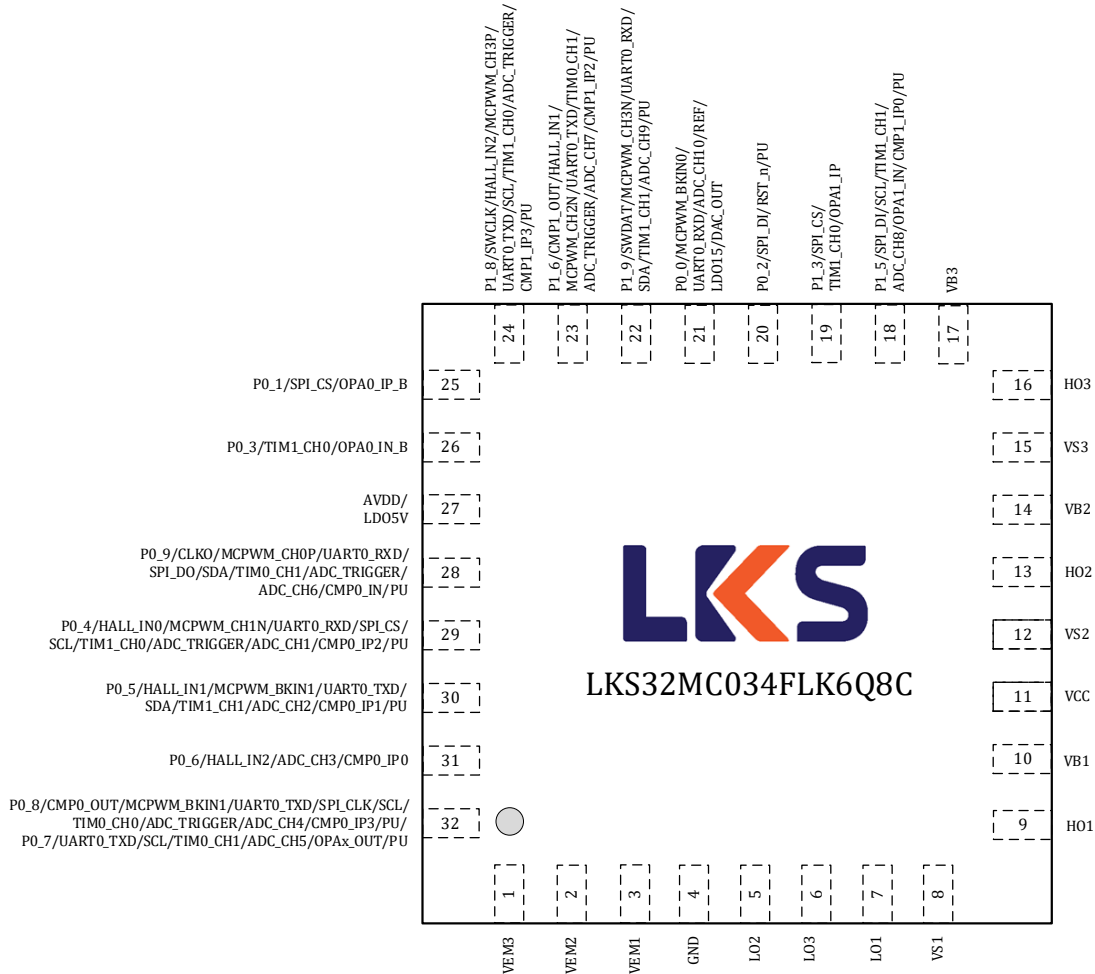 P1_8/SWCLK/HALL_IN2/MCPWM_CH3P/
UART0_TXD/SCL/TIM1_CH0/ADC_TRIGGER/
CMP1_IP3/PU
P1_6/CMP1_OUT/HALL_IN1/
MCPWM_CH2N/UART0_TXD/TIM0_CH1/
ADC_TRIGGER/ADC_CH7/CMP1_IP2/PU
P1_9/SWDAT/MCPWM_CH3N/UART0_RXD/
SDA/TIM1_CH1/ADC_CH9/PU
P0_0/MCPWM_BKIN0/
UART0_RXD/ADC_CH10/REF/
LDO15/DAC_OUT
P0_2/SPI_DI/RST_n/PU
P1_3/SPI_CS/
TIM1_CH0/OPA1_IP
P1_5/SPI_DI/SCL/TIM1_CH1/
ADC_CH8/OPA1_IN/CMP1_IP0/PU
VB3
24
23
22
21
20
19
18
17
P0_1/SPI_CS/OPA0_IP_B
25
16
HO3
P0_3/TIM1_CH0/OPA0_IN_B
26
15
VS3
AVDD/
LDO5V
27
14
VB2
P0_9/CLKO/MCPWM_CH0P/UART0_RXD/
SPI_DO/SDA/TIM0_CH1/ADC_TRIGGER/
ADC_CH6/CMP0_IN/PU
28
13
HO2
P0_4/HALL_IN0/MCPWM_CH1N/UART0_RXD/SPI_CS/
SCL/TIM1_CH0/ADC_TRIGGER/ADC_CH1/CMP0_IP2/PU
29
12
VS2
LKS
LKS32MC034FLK6Q8C
P0_5/HALL_IN1/MCPWM_BKIN1/UART0_TXD/
SDA/TIM1_CH1/ADC_CH2/CMP0_IP1/PU
30
11
VCC
P0_6/HALL_IN2/ADC_CH3/CMP0_IP0
31
10
VB1
P0_8/CMP0_OUT/MCPWM_BKIN1/UART0_TXD/SPI_CLK/SCL/
TIM0_CH0/ADC_TRIGGER/ADC_CH4/CMP0_IP3/PU/
P0_7/UART0_TXD/SCL/TIM0_CH1/ADC_CH5/OPAx_OUT/PU
32
9
HO1
1
2
3
4
5
6
7
8
VEM3
VEM2
VEM1
GND
LO2
LO3
LO1
VS1